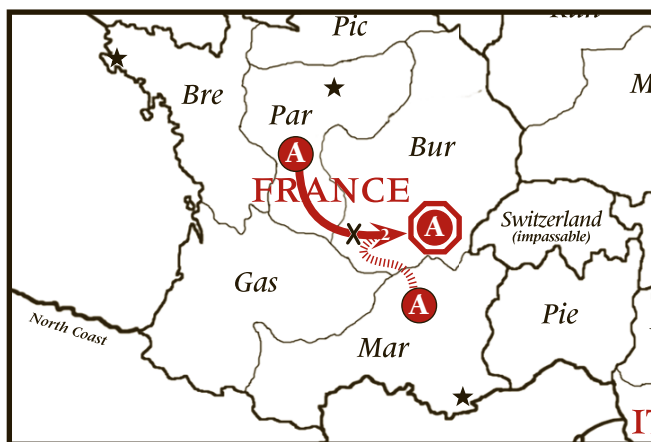 Pic
Bre
Par
A
Bur
M
FRANCE
2
A
Switzerland
(impassable)
Gas
A
Pie
North Coast
Mar